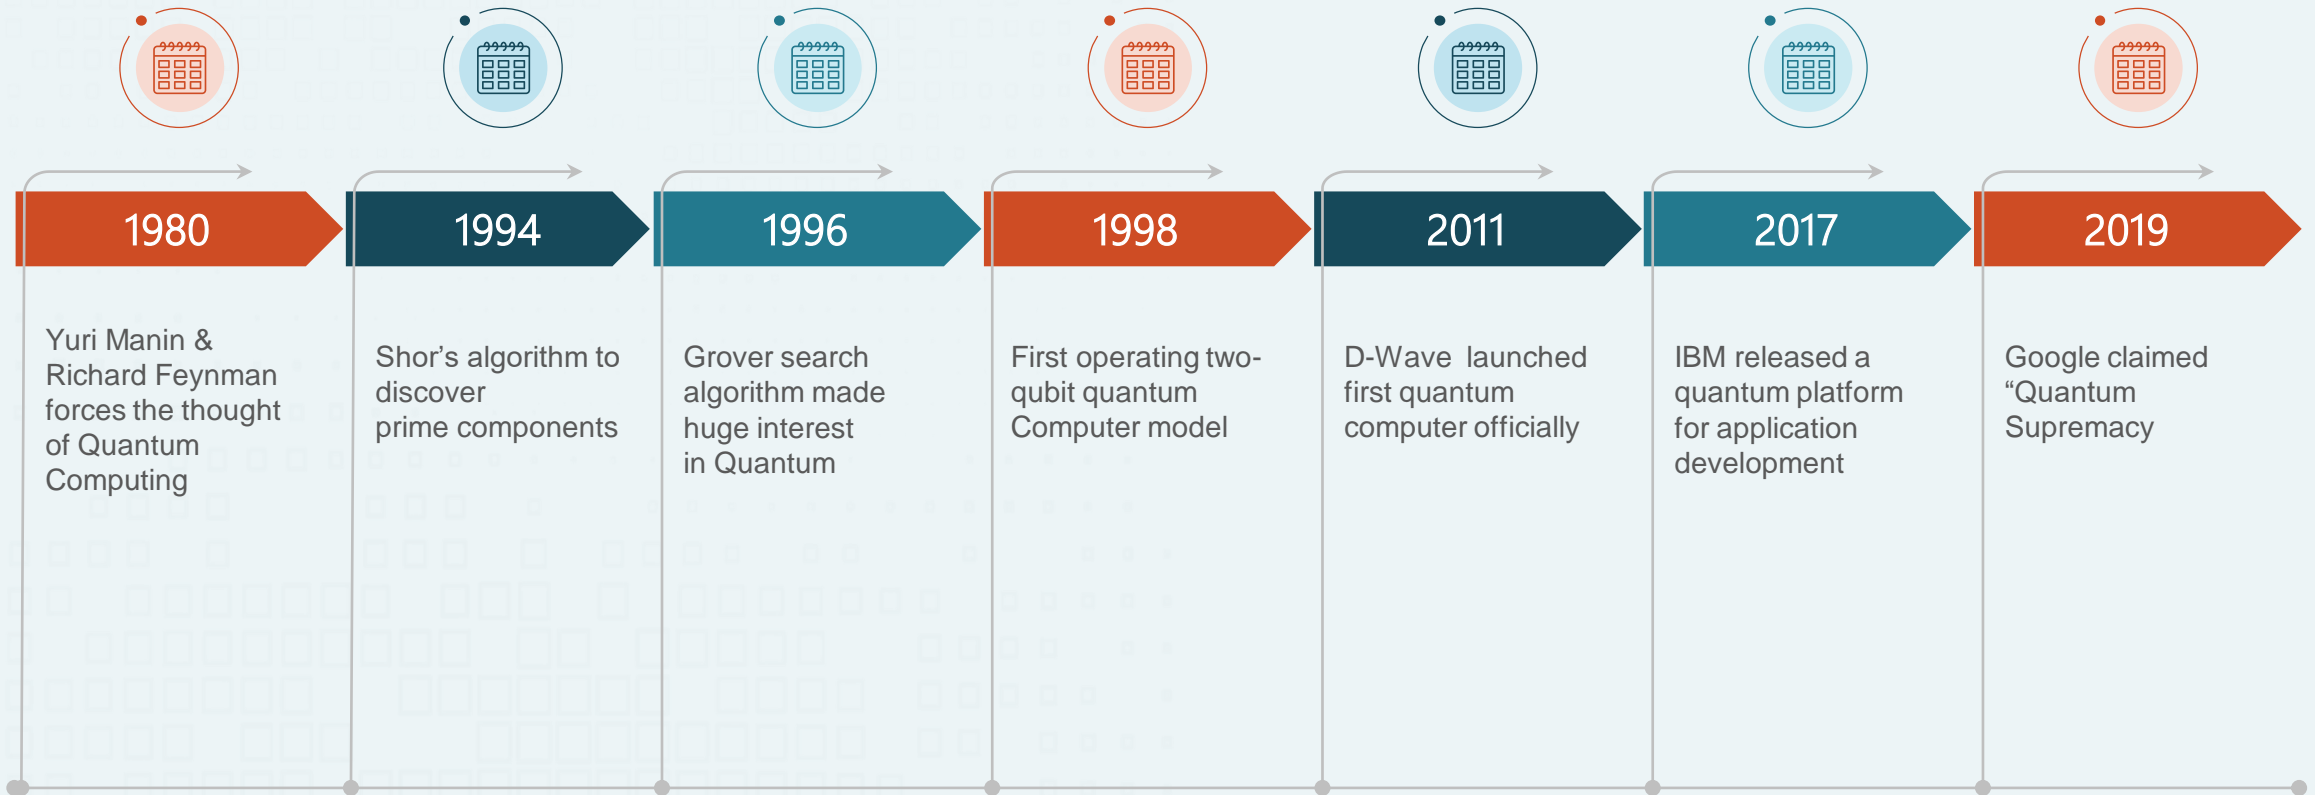 1980
1994
1996
1998
2011
2017
2019
Yuri Manin &
Richard Feynman
forces the thought
of Quantum
Computing
Shor’s algorithm to
discover
prime components
Grover search
algorithm made
huge interest
in Quantum
First operating two-
qubit quantum
Computer model
D-Wave  launched
first quantum
computer officially
IBM released a
quantum platform
for application
development
Google claimed
“Quantum
Supremacy